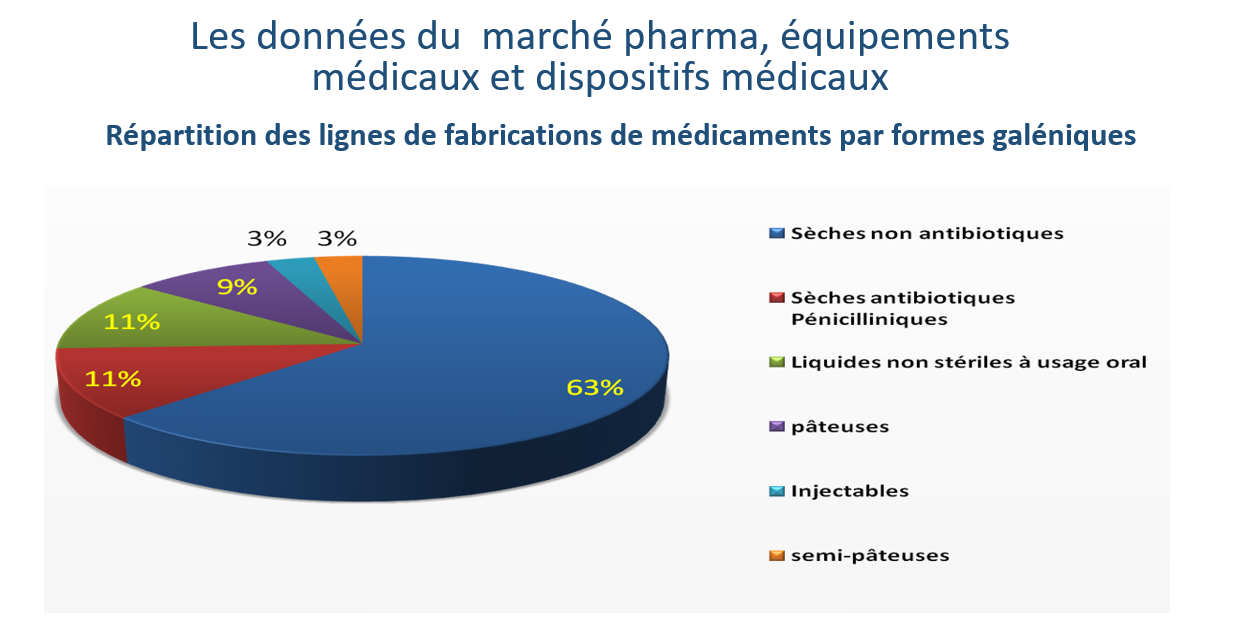 Les données du  marché pharma, équipements
médicaux et dispositifs médicaux
Répartition des lignes de fabrications de médicaments par formes galéniques
3%
3%
9%
11%
11%
63%
Sèches non antibiotiques
Sèches antibiotiques
Pénicilliniques
Liquides non stériles à usage oral
pâteuses
Injectables
semi-pâteuses